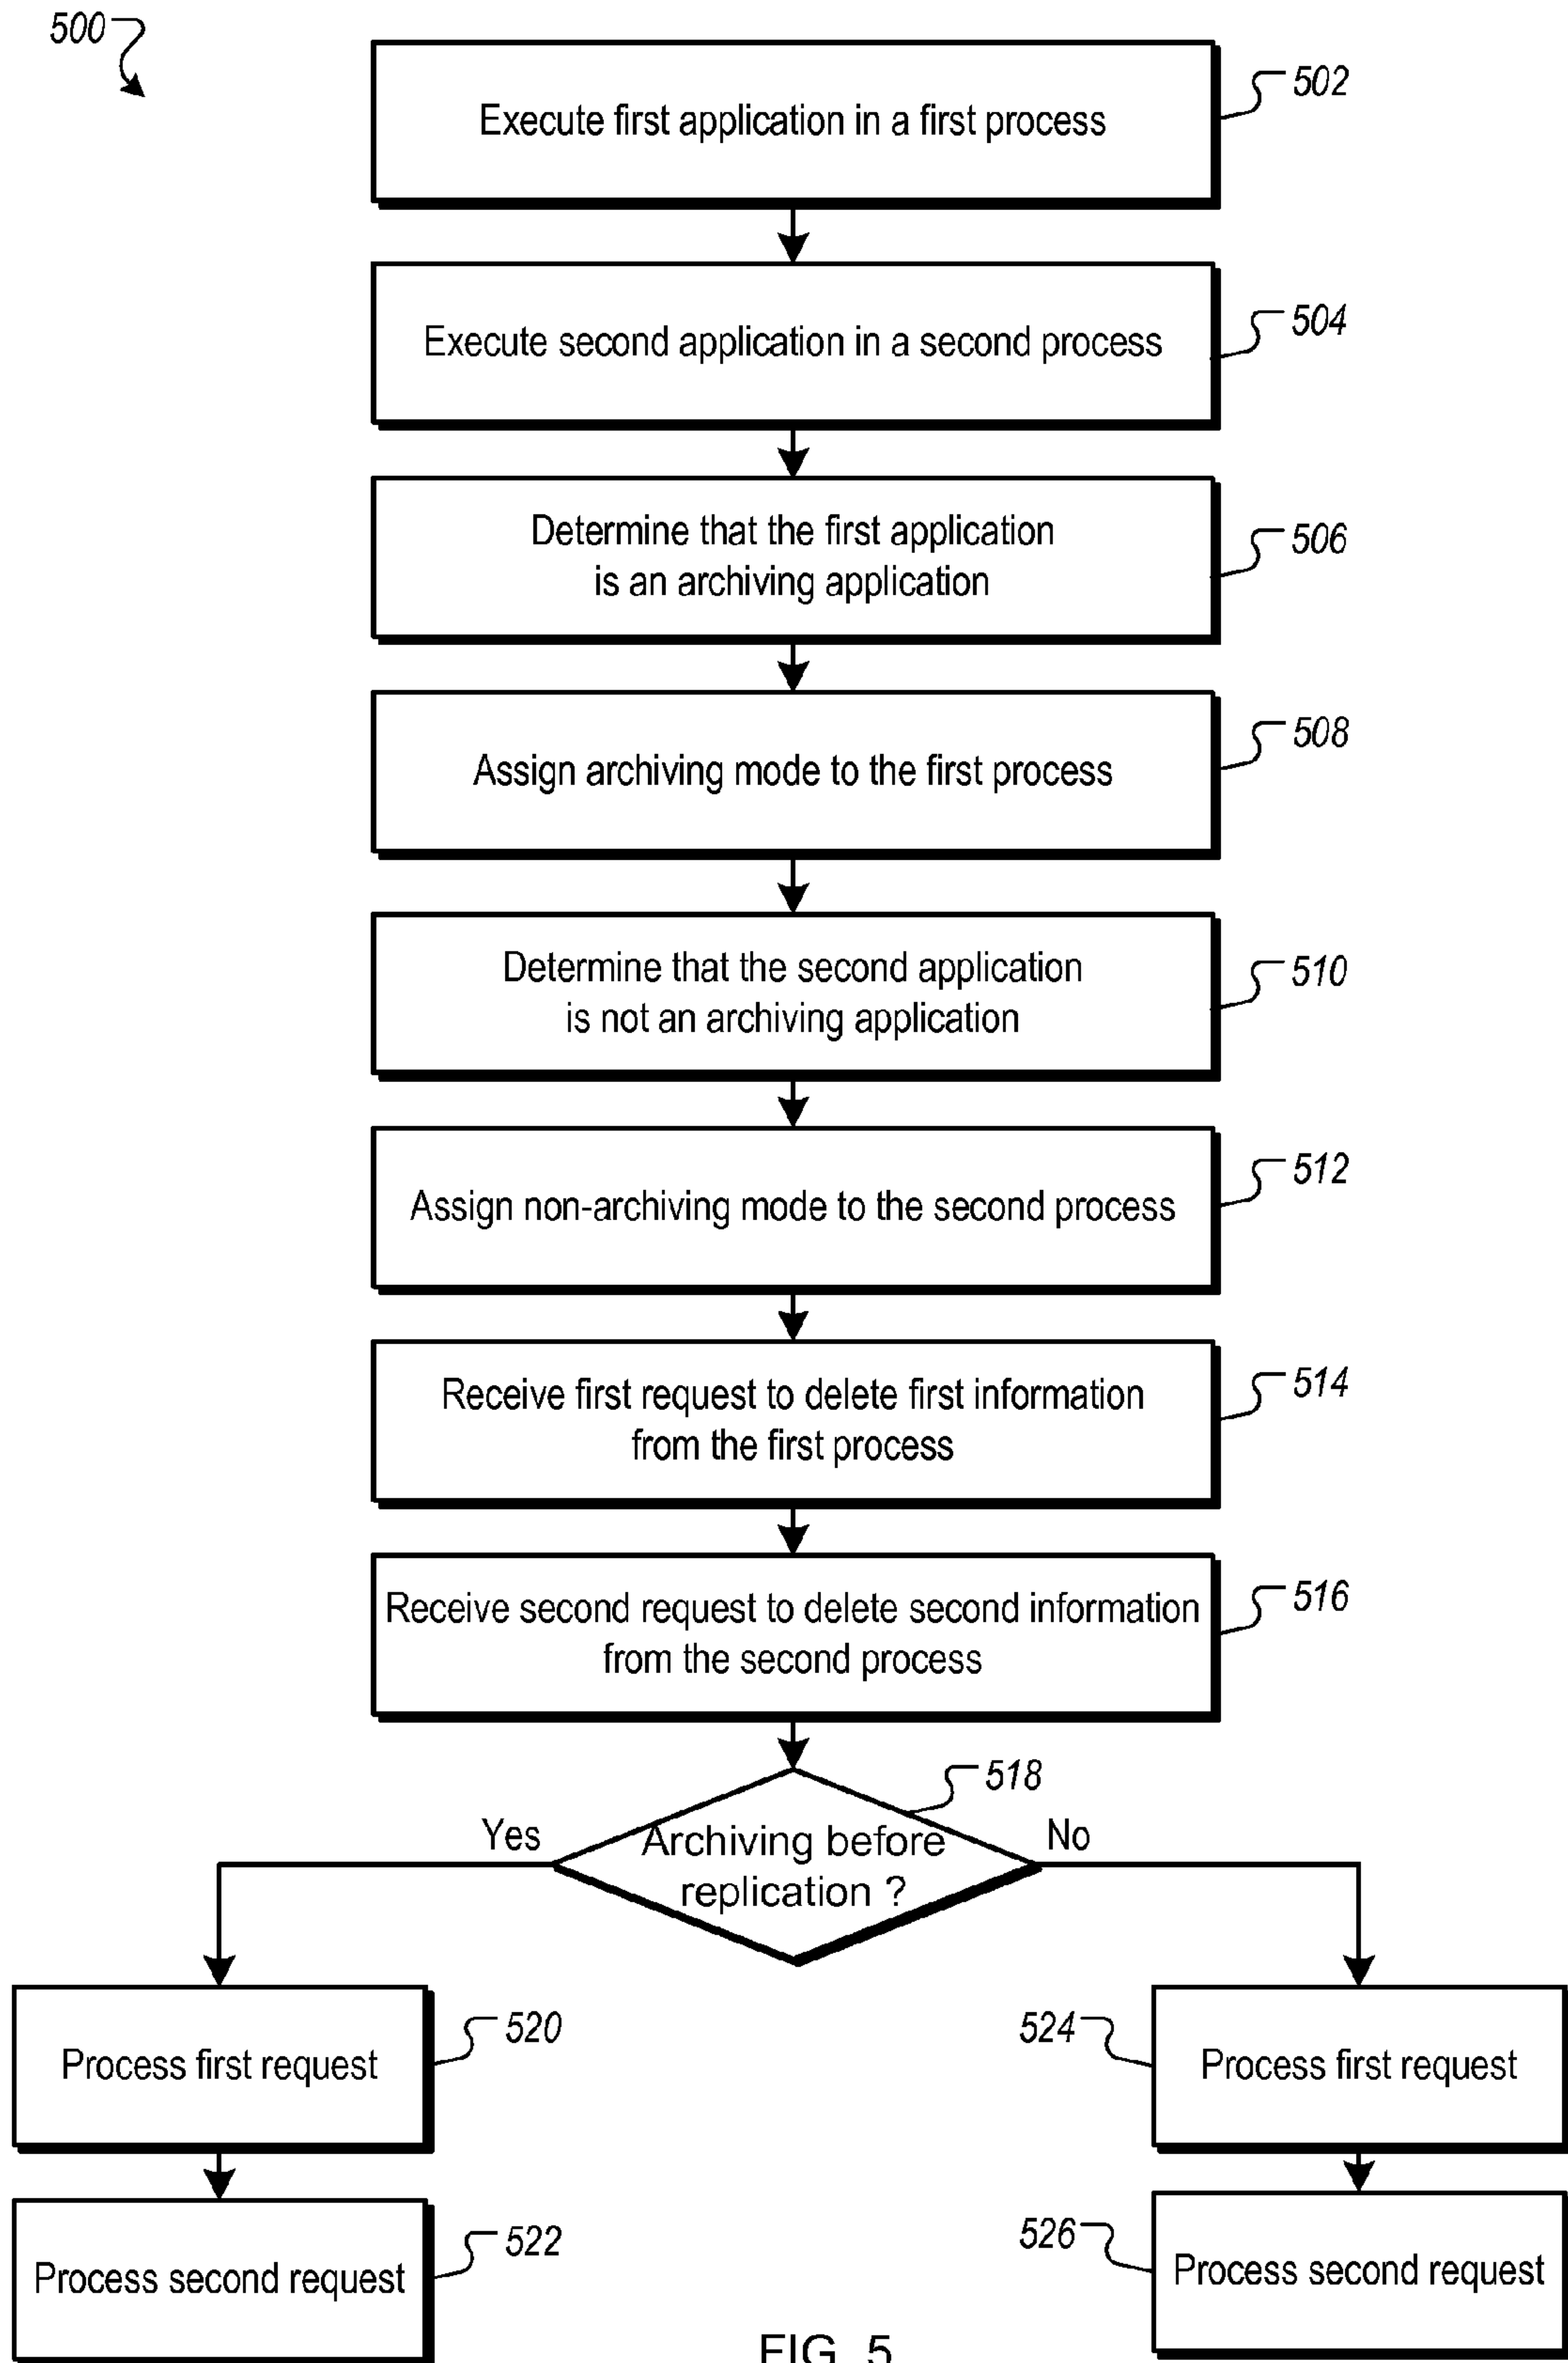 500
Execute first application in a first process
502
Execute second application in a second process
504
Determine that the first application
is an archiving application
506
Assign archiving mode to the first process
508
Determine that the second application
is not an archiving application
510
Assign non-archiving mode to the second process
512
Receive first request to delete first information
from the first process
514
Receive second request to delete second information
from the second process
516
518
Yes
Archiving before
replication ?
No
Process first request
520
524
Process first request
Process second request
522
526
Process second request
FIG. 5